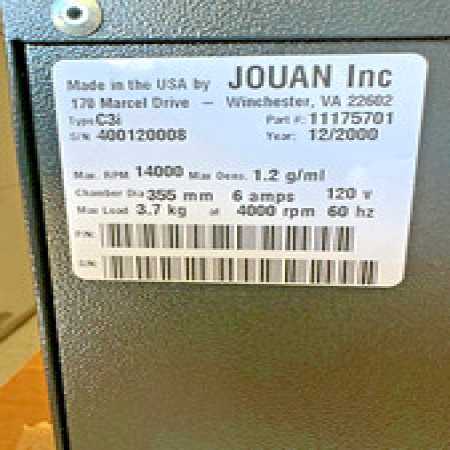 Made in the USA by JOUAN Inc
170 Marcel Drive — Winchester, VA 22602
Type: C3i Part #: 11175701
S/N: 400120008 Year: 12/2000
Max. RPM 14000 Max Dens. 1.2 g/ml
Chamber Dia 355 mm 6 amps 120 v
Max Load 3.7 kg at 4000 rpm 60 hz
P/N:
S/N: